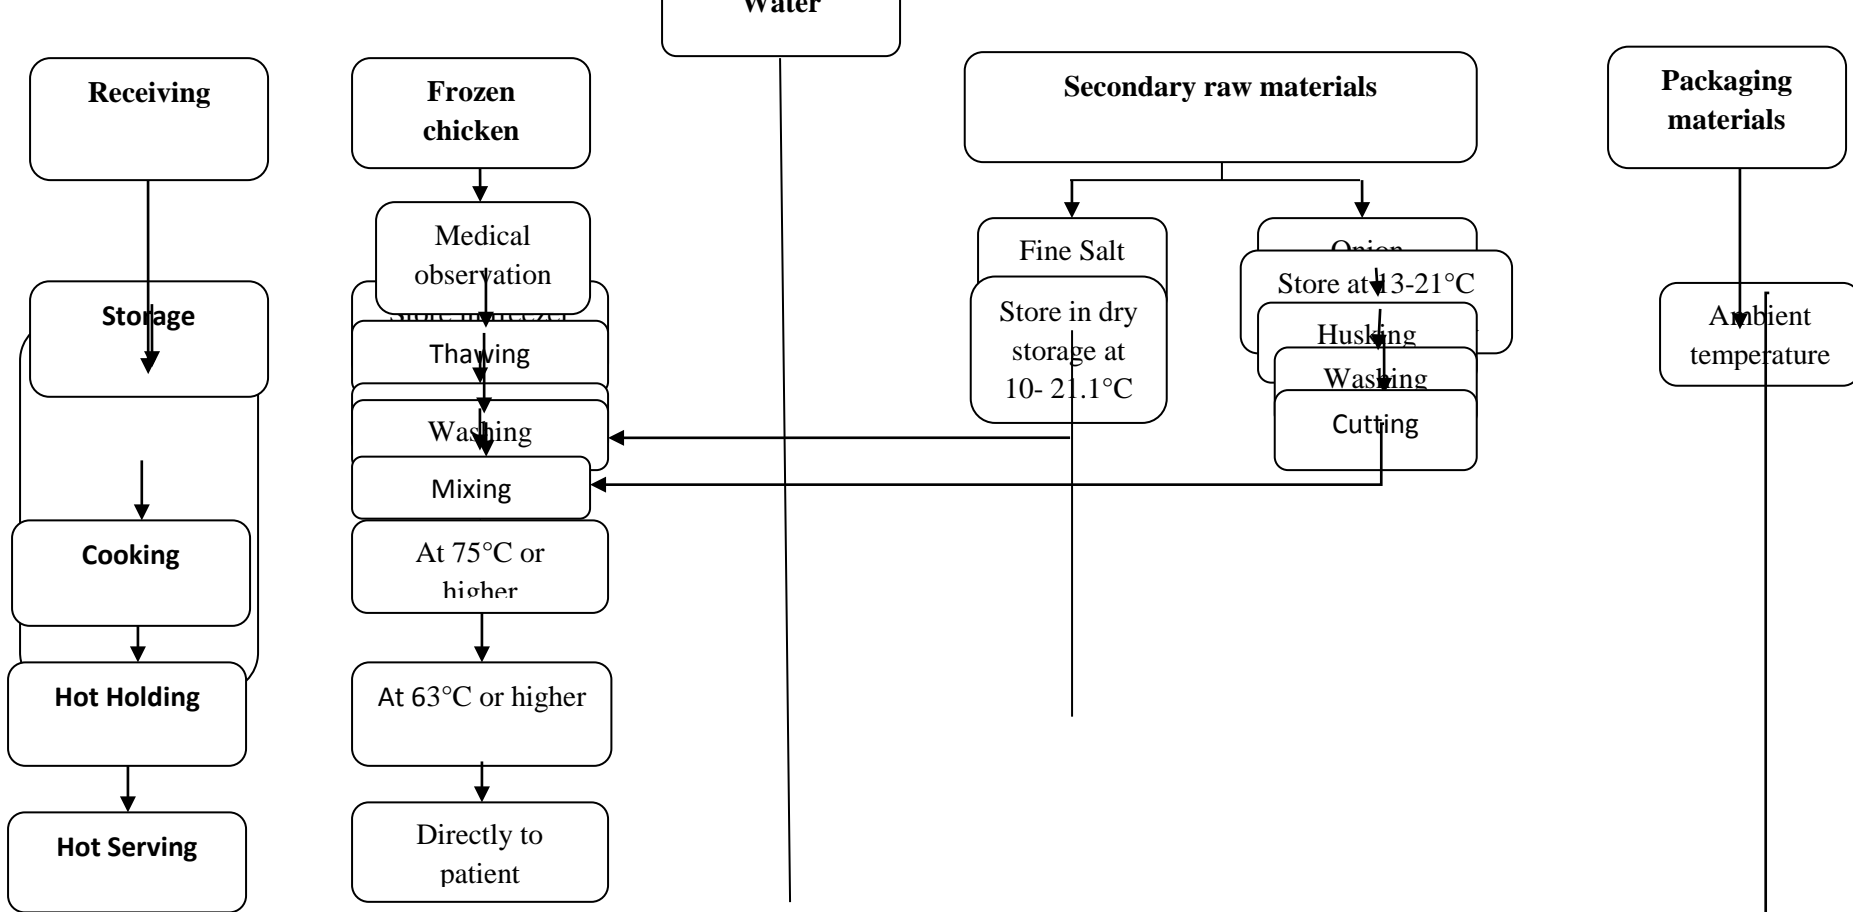 Water
Receiving
Frozen
chicken
Secondary raw materials
Packaging
materials
Medical
observation
Fine Salt
Onion
Store at 13-21°C
Storage
Store in dry
storage at
10- 21.1°C
Ambient
temperature
Thawing
Husking
Washing
Washing
Cutting
Mixing
Cooking
At 75°C or
higher
Hot Holding
At 63°C or higher
Hot Serving
Directly to
patient